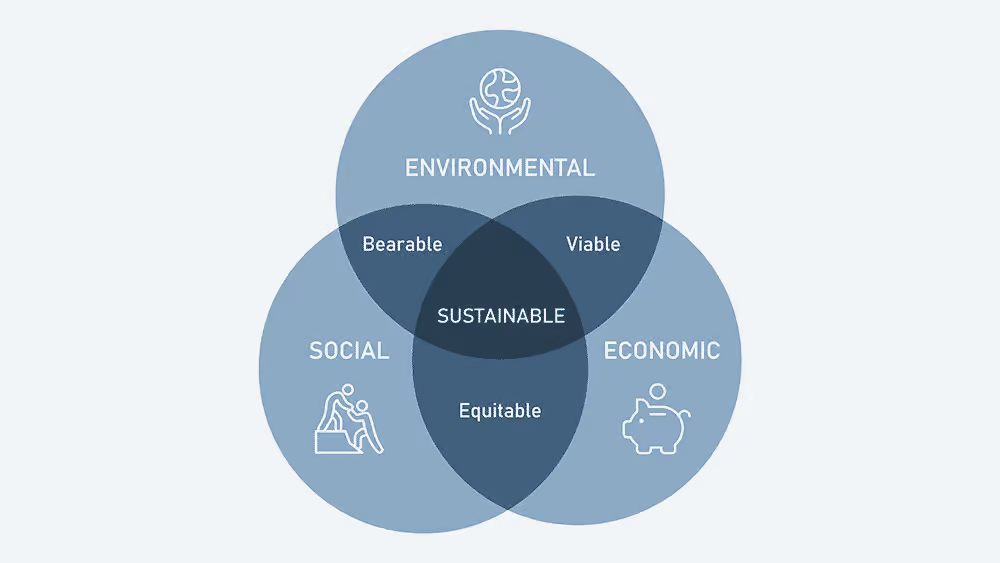 ENVIRONMENTAL
Bearable
Viable
SUSTAINABLE
SOCIAL
ECONOMIC
Equitable